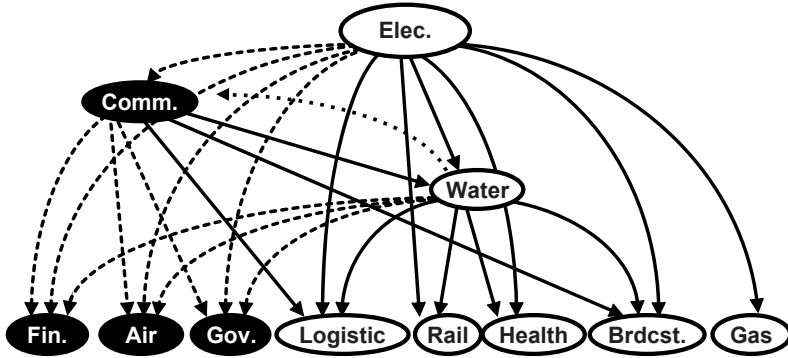 Elec.
Comm.
Water
Fin.
Air
Gov.
Logistic
Rail
Health
Brdcst.
Gas